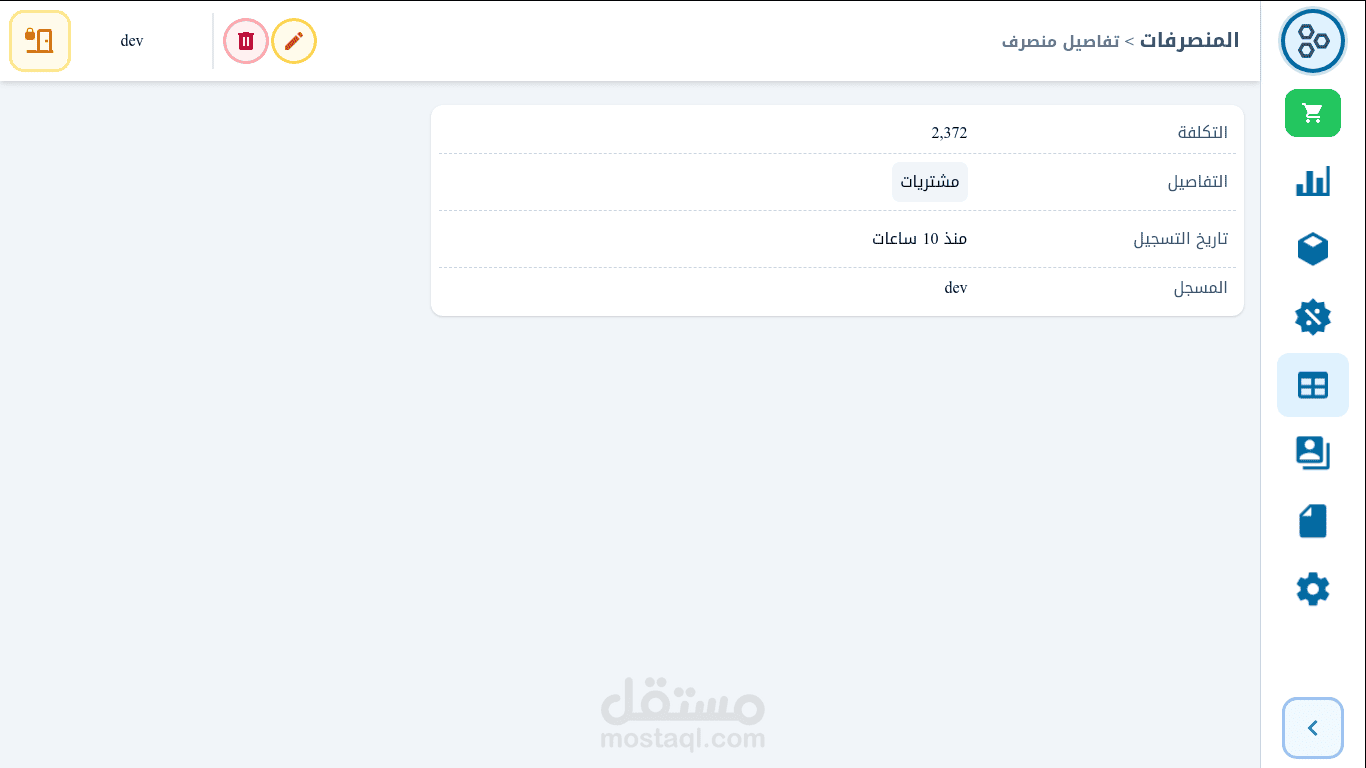 المنصرفات > تفاصيل منصرف
dev
التكلفة 2,372
التفاصيل مشتريات
تاريخ التسجيل منذ 10 ساعات
المسجل dev
مستقل
mostaql.com